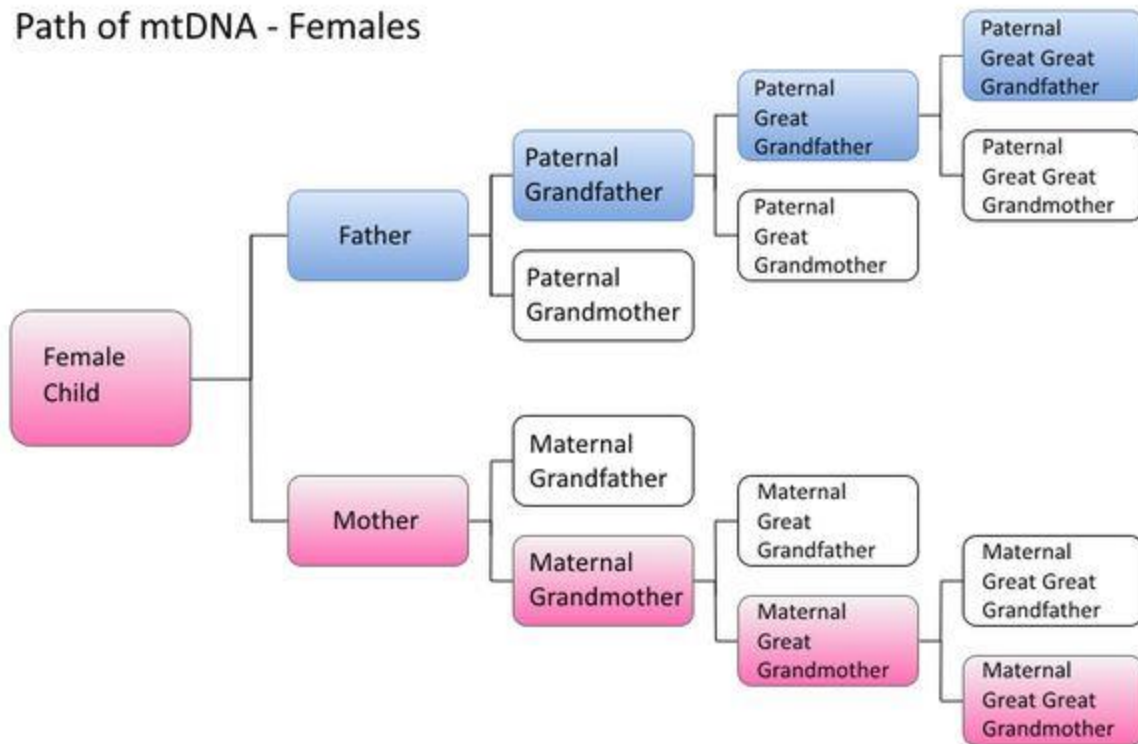 Path of mtDNA - Females
Female
Child
Father
Mother
Paternal
Grandfather
Paternal
Grandmother
Maternal
Grandfather
Maternal
Grandmother
Paternal
Great
Grandfather
Paternal
Great
Grandmother
Maternal
Great
Grandfather
Maternal
Great
Grandmother
Paternal
Great Great
Grandfather
Paternal
Great Great
Grandmother
Maternal
Great Great
Grandfather
Maternal
Great Great
Grandmother